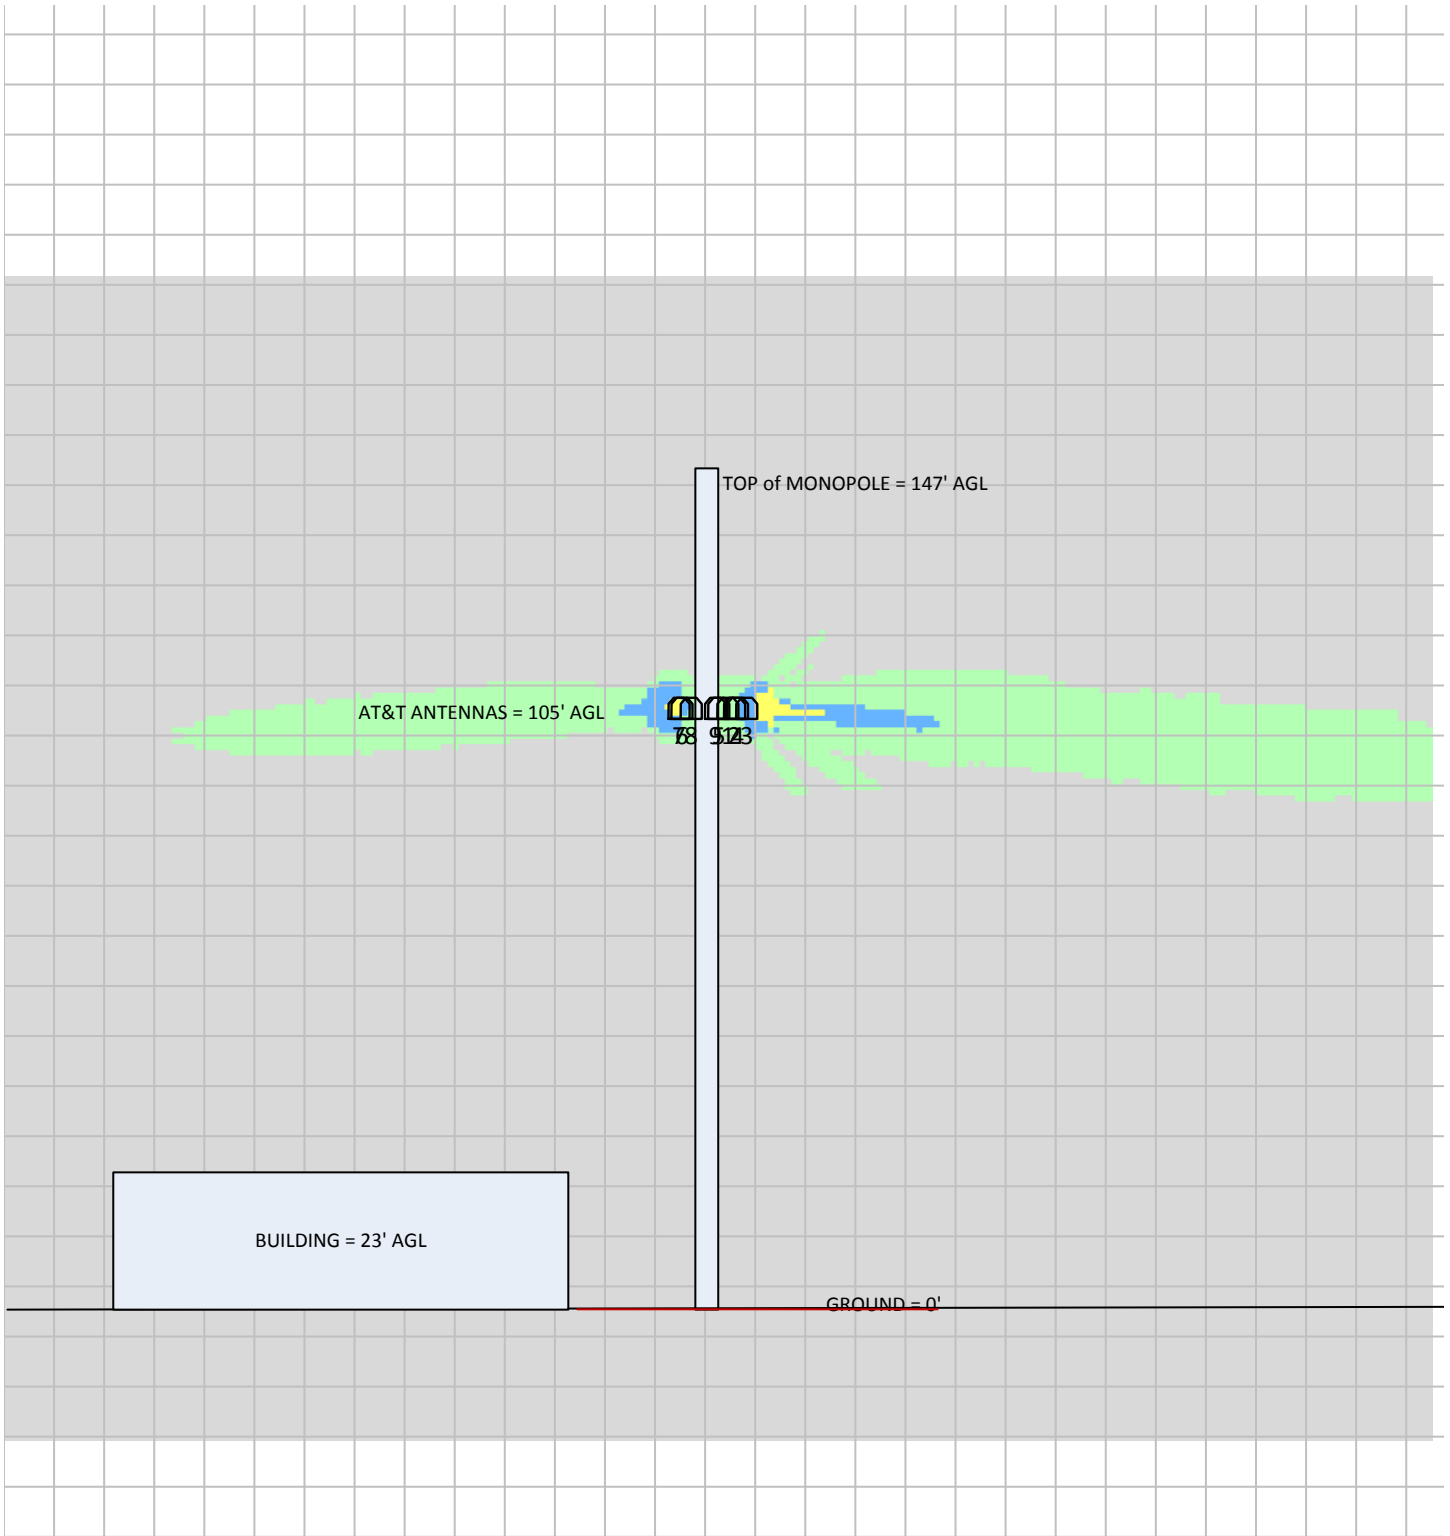 TOP of MONOPOLE = 147' AGL
AT&T ANTENNAS = 105' AGL
BUILDING = 23' AGL
GROUND = 0'